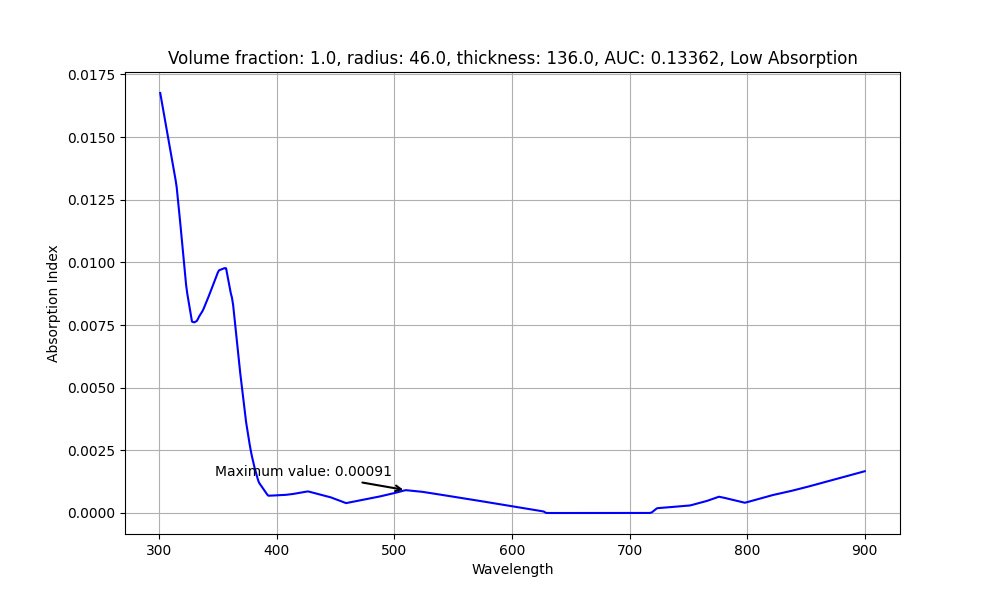 Volume fraction: 1.0, radius: 46.0, thickness: 136.0, AUC: 0.13362, Low Absorption
0.0175
0.0150
0.0125
0.0100
0.0075
0.0050
0.0025
0.0000
Absorption Index
Maximum value: 0.00091
300 400 500 600 700 800 900
Wavelength